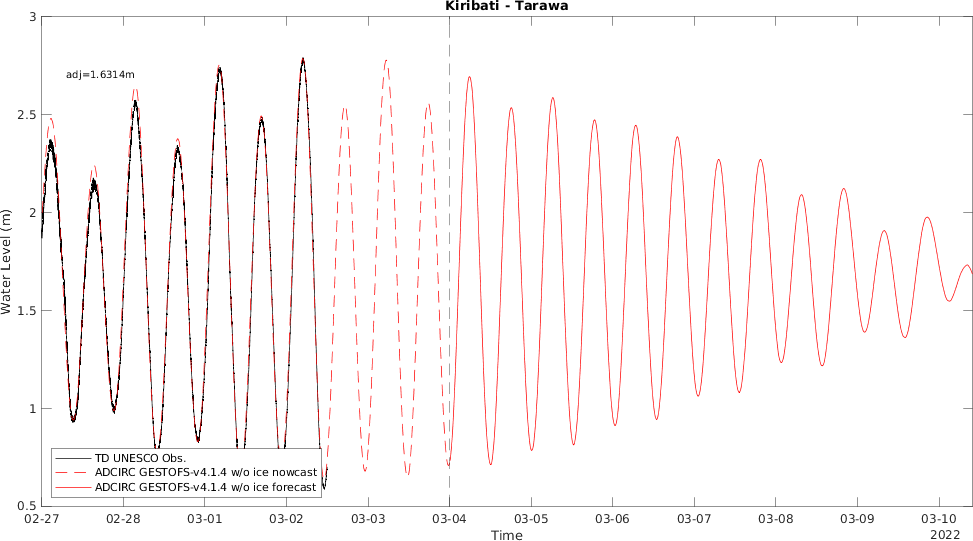 Kiribati - Tarawa
adj=1.6314m
Water Level (m)
3
2.5
2
1.5
1
0.5
TD UNESCO Obs.
ADCIRC GESTOFS-v4.1.4 w/o ice nowcast
ADCIRC GESTOFS-v4.1.4 w/o ice forecast
02-27 02-28 03-01 03-02 03-03 03-04 03-05 03-06 03-07 03-08 03-09 03-10
2022
Time